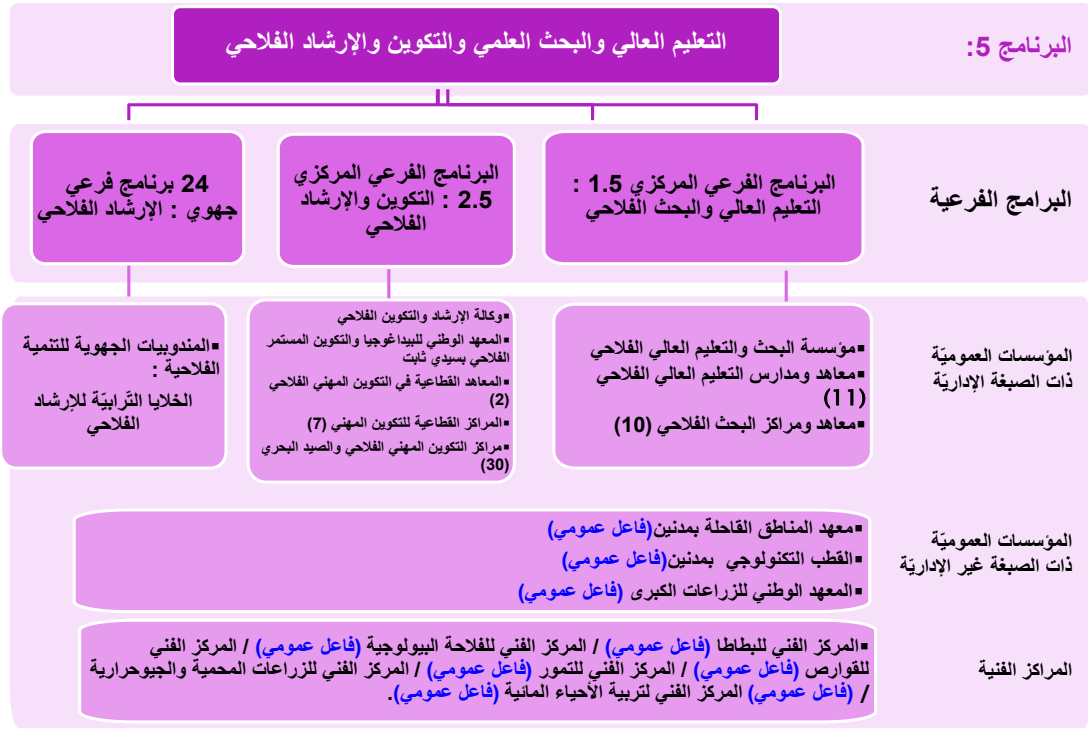 البرنامج 5:
التعليم العالي والبحث العلمي والتكوين والإرشاد الفلاحي
البرامج الفرعية
البرنامج الفرعي المركزي 1.5 :
التعليم العالي والبحث الفلاحي
البرنامج الفرعي المركزي
2.5 : التكوين والإرشاد
الفلاحي
24 برنامج فرعي
جهوي : الإرشاد الفلاحي
المؤسسات العموميّة
ذات الصبغة الإداريّة
▪مؤسسة البحث والتعليم العالي الفلاحي
▪معاهد ومدارس التعليم العالي الفلاحي
(11)
▪معاهد ومراكز البحث الفلاحي (10)
▪وكالة الإرشاد والتكوين الفلاحي
▪المعهد الوطني للبيداغوجيا والتكوين المستمر
الفلاحي بسيدي ثابت
▪المعاهد القطاعية في التكوين المهني الفلاحي
(2)
▪المراكز القطاعية للتكوين المهني (7)
▪مراكز التكوين المهني الفلاحي والصيد البحري
(30)
▪المندوبيات الجهوية للتنمية
الفلاحية :
الخلايا التّرابيّة للإرشاد
الفلاحي
المؤسسات العموميّة
ذات الصبغة غير الإداريّة
▪معهد المناطق القاحلة بمدنين(فاعل عمومي)
▪القطب التكنولوجي بمدنين(فاعل عمومي)
▪المعهد الوطني للزراعات الكبرى (فاعل عمومي)
المراكز الفنية
▪المركز الفني للبطاطا (فاعل عمومي) / المركز الفني للفلاحة البيولوجية (فاعل عمومي) / المركز الفني
للقوارص (فاعل عمومي) / المركز الفني للتمور (فاعل عمومي) / المركز الفني للزراعات المحمية والجيوحرارية
/ (فاعل عمومي) المركز الفني لتربية الأحياء المائية (فاعل عمومي).